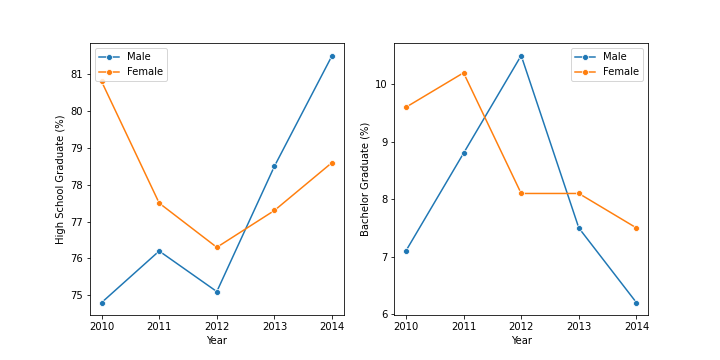 Male
Female
High School Graduate (%)
81
80
79
78
77
76
75
2010 2011 2012 2013 2014
Year
Male
Female
Bachelor Graduate (%)
10
9
8
7
6
2010 2011 2012 2013 2014
Year